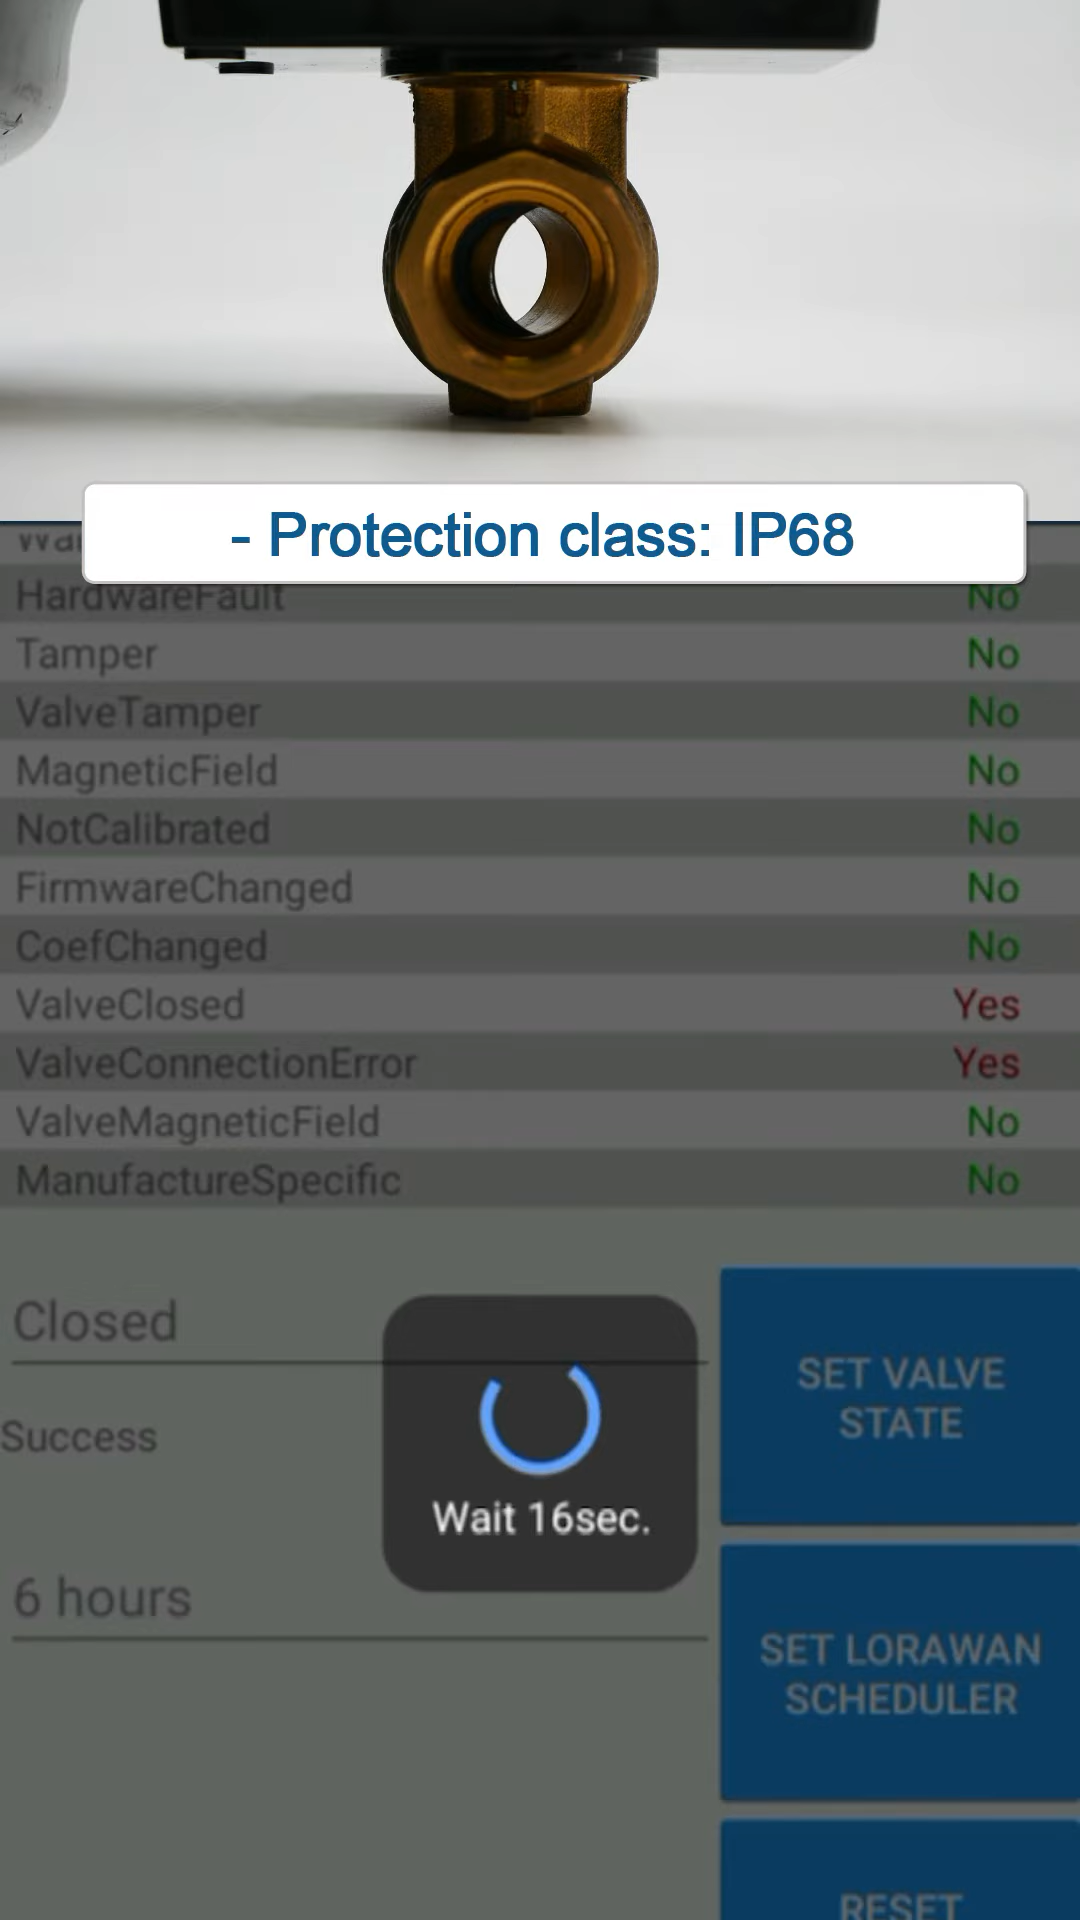 - Protection class: IP68
HardwareFault No
Tamper No
ValveTamper No
MagneticField No
NotCalibrated No
FirmwareChanged No
CoefChanged No
ValveClosed Yes
ValveConnectionError Yes
ValveMagneticField No
ManufactureSpecific No
Closed
SET VALVE
STATE
Success
Wait 16sec.
6 hours
SET LORAWAN
SCHEDULER
RESET